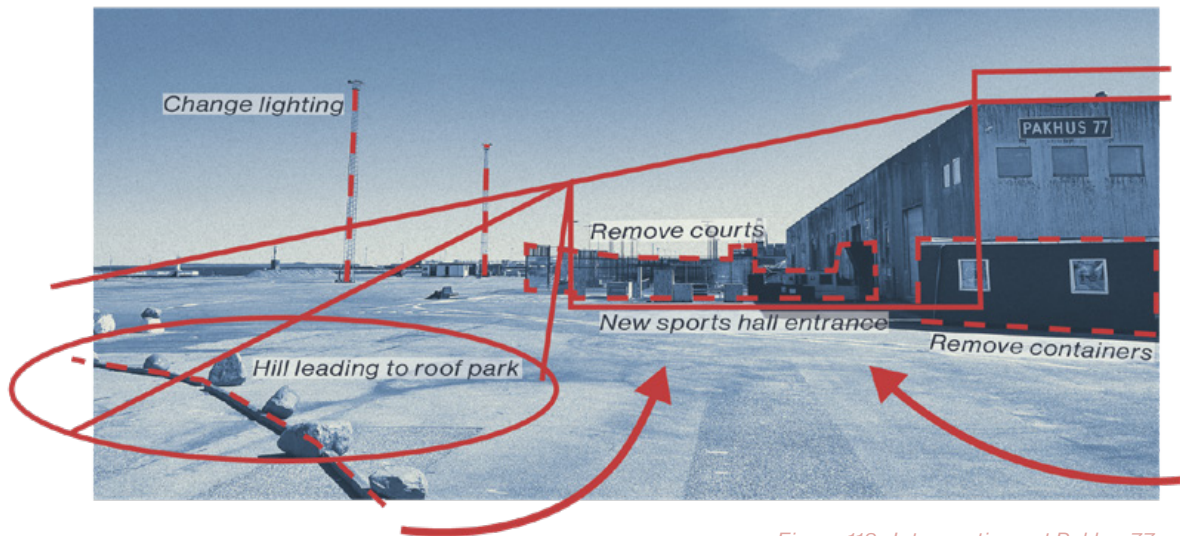 Change lighting
PAKHUS 77
Remove courts
New sports hall entrance
Remove containers
Hill leading to roof park